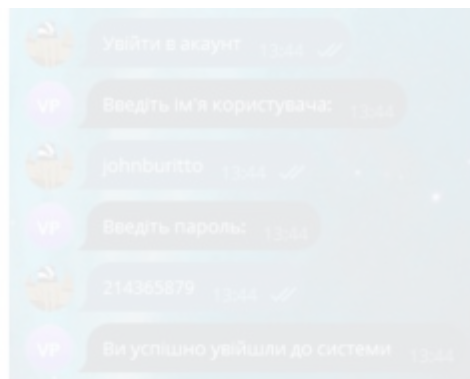 Увійти в акаунт 13:44
VP Введіть ім'я користувача: 13:44
johnburitto 13:44
VP Введіть пароль: 13:44
214365879 13:44
VP Ви успішно увійшли до системи 13:44